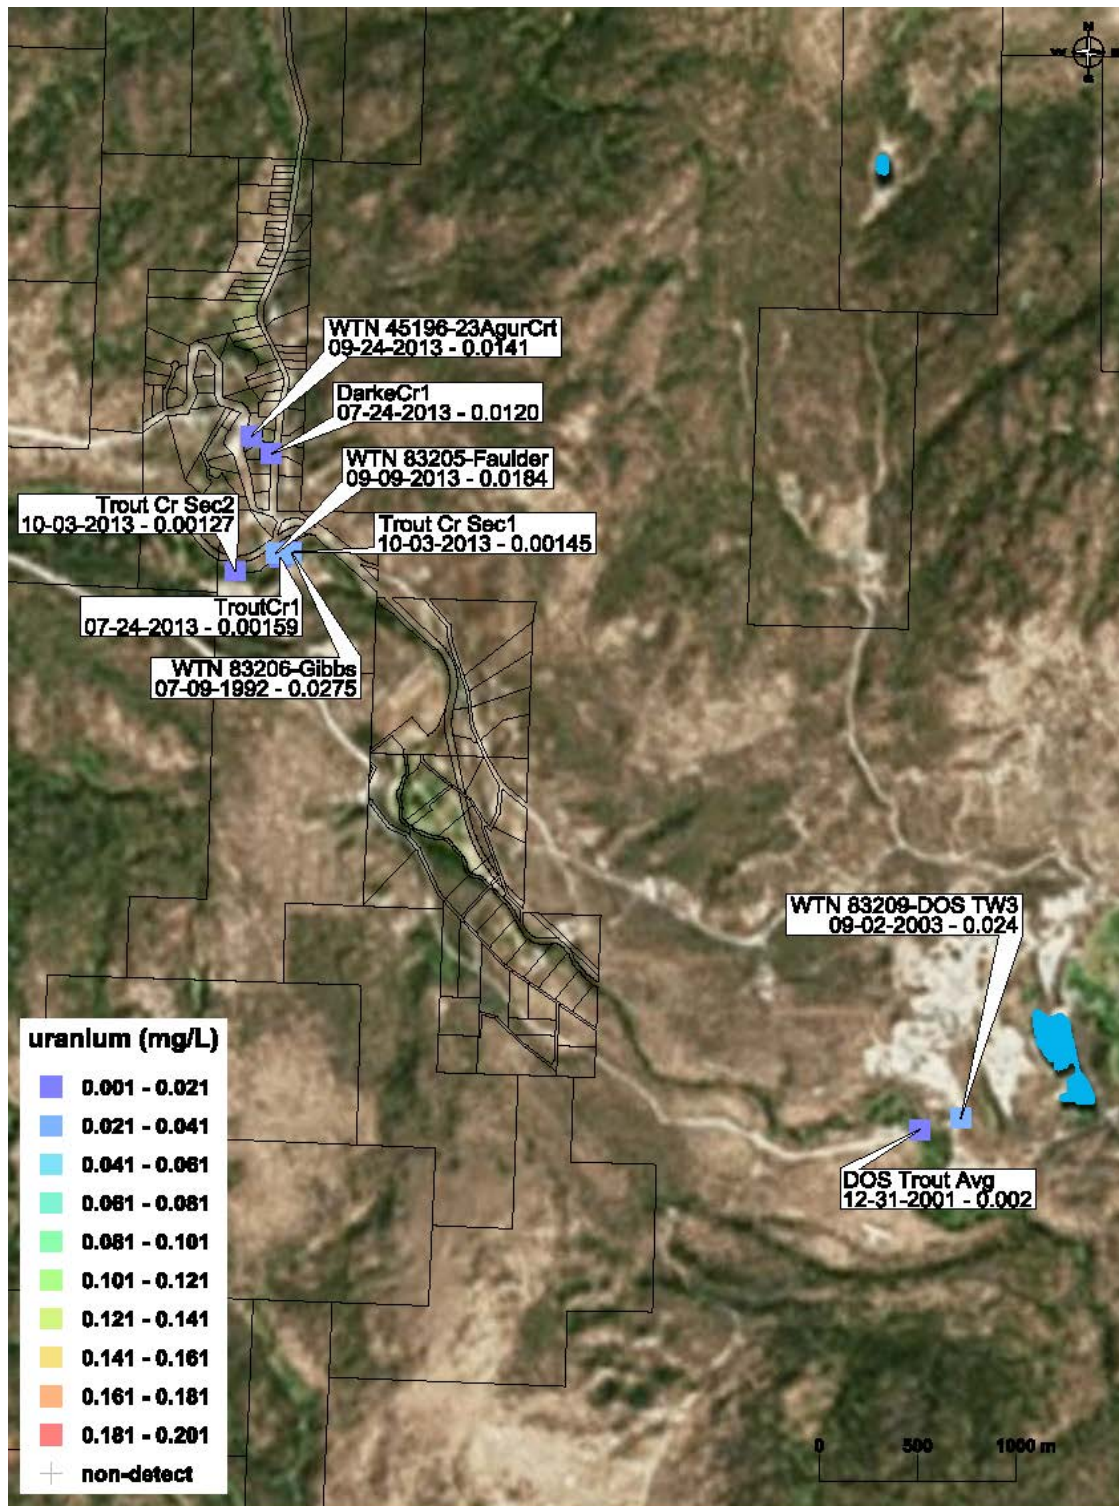 N
W
E
S
WTN 45196-23AgurCrt
09-24-2013 - 0.0141
DarkeCr1
07-24-2013 - 0.0120
WTN 83205-Faulder
09-09-2013 - 0.0184
Trout Cr Sec2
10-03-2013 - 0.00127
Trout Cr Sec1
10-03-2013 - 0.00145
TroutCr1
07-24-2013 - 0.00159
WTN 83206-Gibbs
07-09-1992 - 0.0275
WTN 83209-DOS TW3
09-02-2003 - 0.024
DOS Trout Avg
12-31-2001 - 0.002
uranium (mg/L)
0.001 - 0.021
0.021 - 0.041
0.041 - 0.061
0.061 - 0.081
0.081 - 0.101
0.101 - 0.121
0.121 - 0.141
0.141 - 0.161
0.161 - 0.181
0.181 - 0.201
non-detect
0 500 1000 m